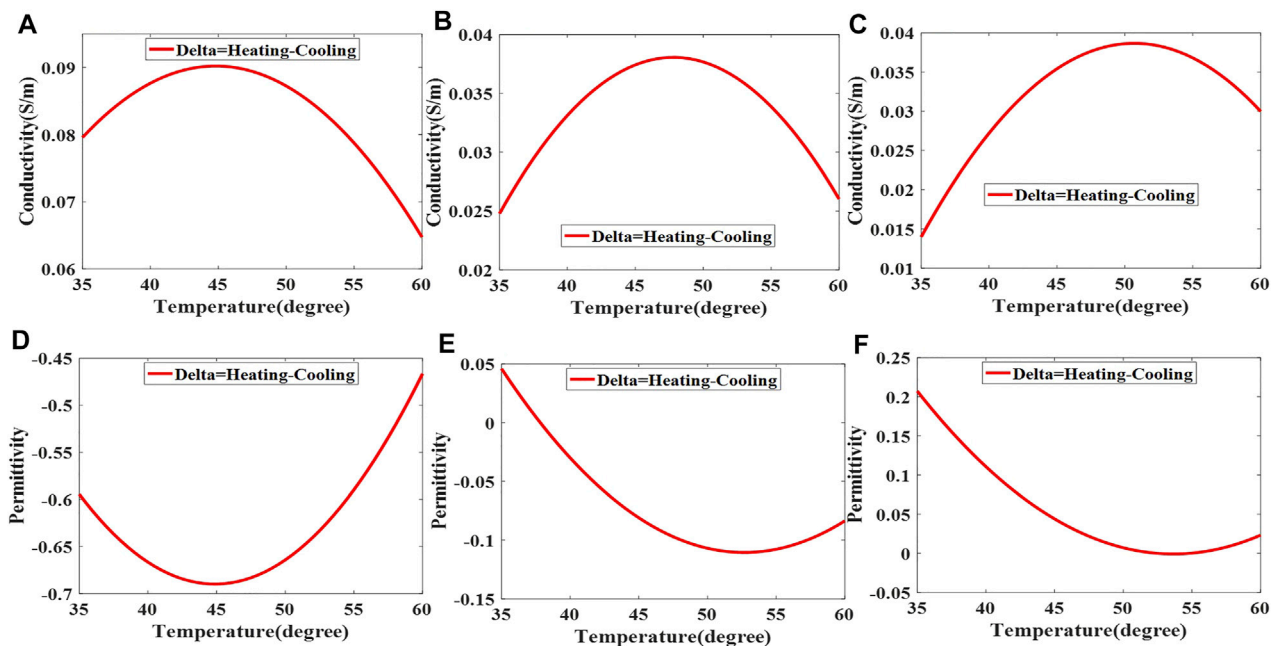 A
Delta=Heating-Cooling
Conductivity(S/m)
0.09
0.08
0.07
0.06
35 40 45 50 55 60
Temperature(degree)
B
Delta=Heating-Cooling
Conductivity(S/m)
0.04
0.035
0.03
0.025
0.02
35 40 45 50 55 60
Temperature(degree)
C
Delta=Heating-Cooling
Conductivity(S/m)
0.04
0.035
0.03
0.025
0.02
0.015
0.01
35 40 45 50 55 60
Temperature(degree)
D
Delta=Heating-Cooling
Permittivity
-0.45
-0.5
-0.55
-0.6
-0.65
-0.7
35 40 45 50 55 60
Temperature(degree)
E
Delta=Heating-Cooling
Permittivity
0.05
0
-0.05
-0.1
-0.15
35 40 45 50 55 60
Temperature(degree)
F
Delta=Heating-Cooling
Permittivity
0.25
0.2
0.15
0.1
0.05
0
-0.05
35 40 45 50 55 60
Temperature(degree)